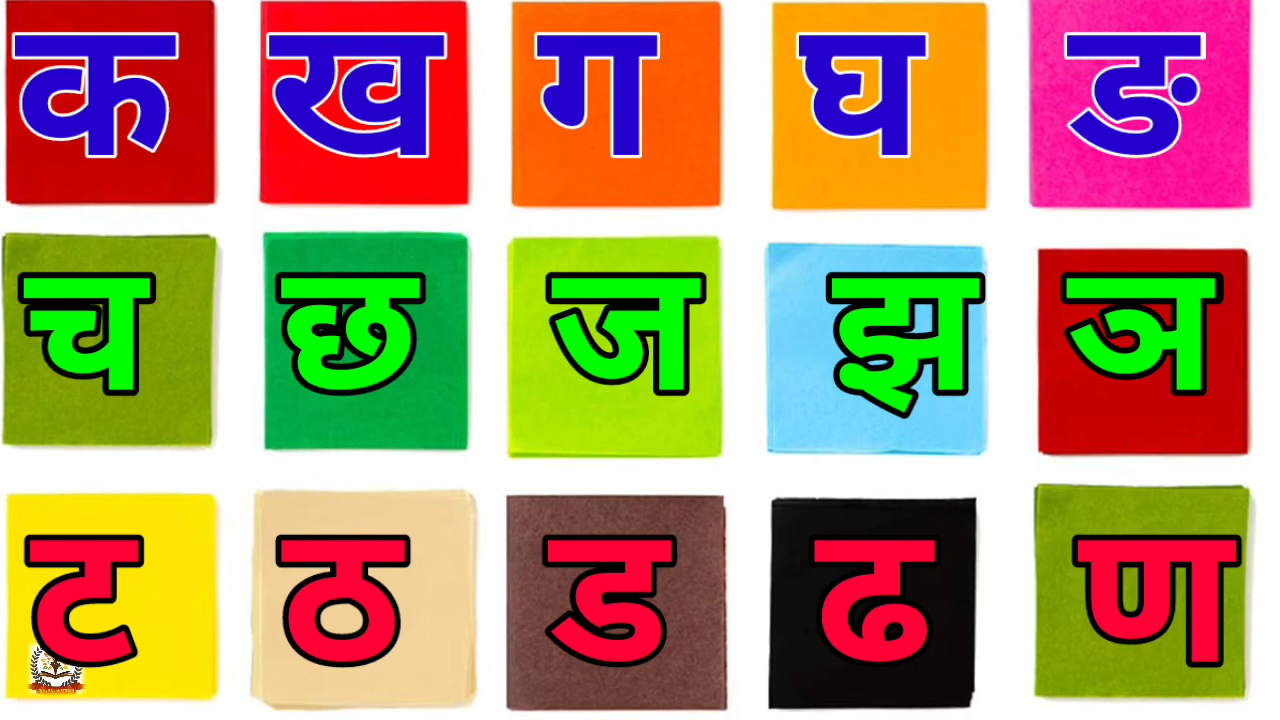 क ख ग घ ङ
च छ ज झ ञ
ट ठ ड ढ ण